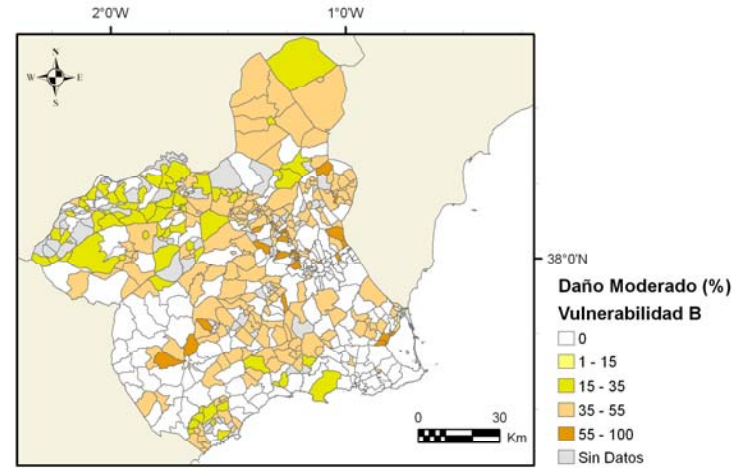 2°0'W 1°0'W
N
W E
S
38°0'N
Daño Moderado (%)
Vulnerabilidad B
0
1 - 15
15 - 35
35 - 55
55 - 100
Sin Datos
0 30
Km